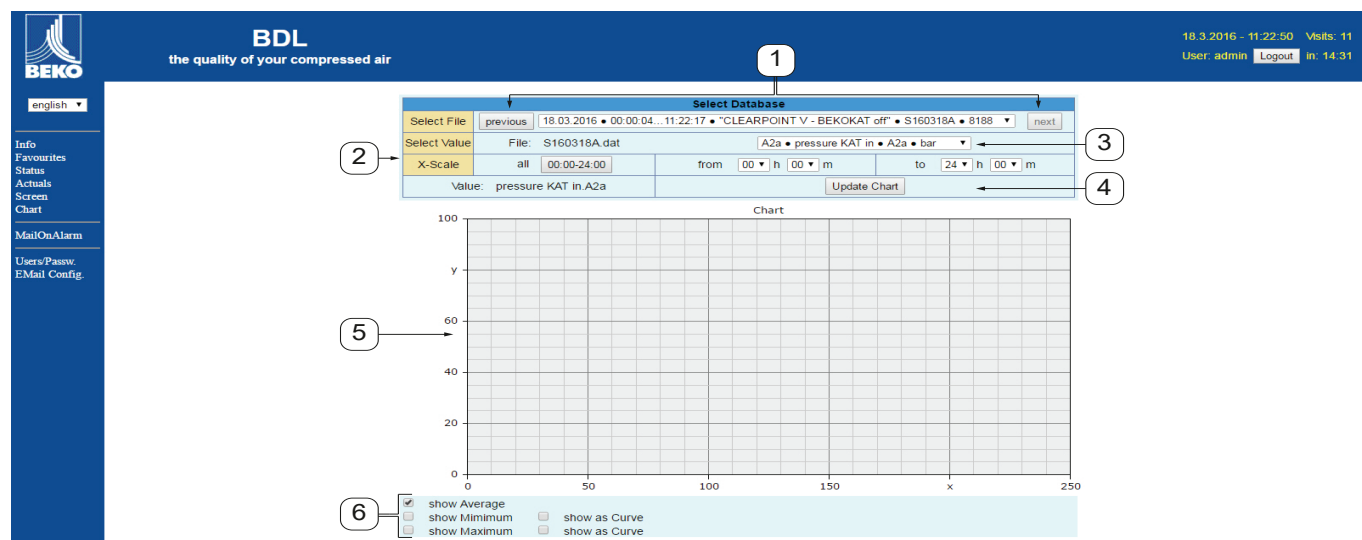 BEKO
BDL
the quality of your compressed air
18.3.2016 - 11:22:50 Visits: 11
User: admin Logout in: 14:31
english
Info
Favourites
Status
Actuals
Screen
Chart
MailOnAlarm
Users/Passw.
EMail Config.
1
Select Database
Select File previous 18.03.2016 ● 00:00:04...11:22:17 ● "CLEARPOINT V - BEKOKAT off" ● S160318A ● 8188 next
2
Select Value File: S160318A.dat A2a ● pressure KAT in ● A2a ● bar
3
X-Scale all 00:00-24:00 from 00 h 00 m to 24 h 00 m
Value: pressure KAT in.A2a Update Chart
4
Chart
100
y
60
5
40
20
0
0 50 100 150 x 250
6
show Average
show Mimimum show as Curve
show Maximum show as Curve